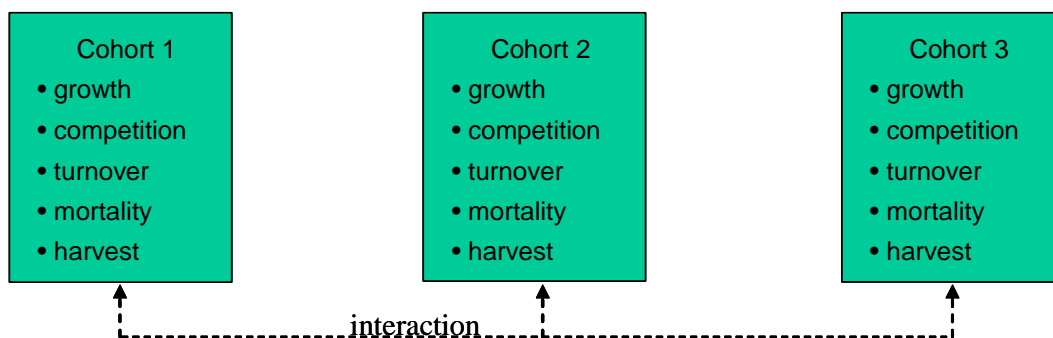 Cohort 1
• growth
• competition
• turnover
• mortality
• harvest
Cohort 2
• growth
• competition
• turnover
• mortality
• harvest
Cohort 3
• growth
• competition
• turnover
• mortality
• harvest
interaction